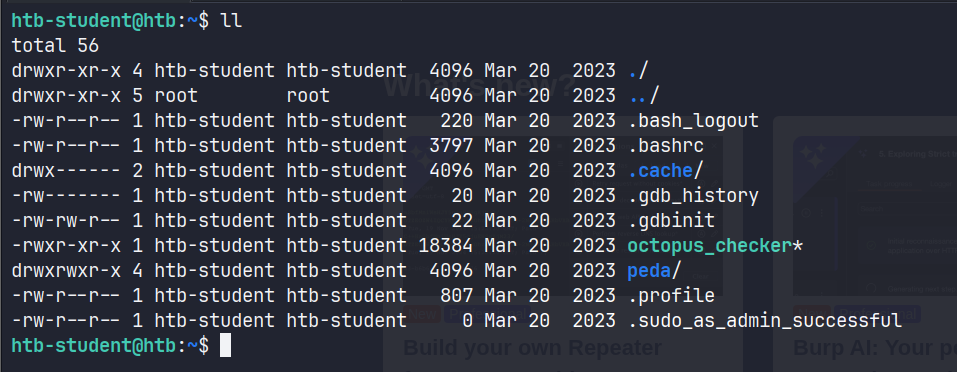 htb-student@htb:~$ ll
total 56
drwxr-xr-x 4 htb-student htb-student  4096 Mar 20  2023 ./
drwxr-xr-x 5 root        root         4096 Mar 20  2023 ../
-rw-r--r-- 1 htb-student htb-student   220 Mar 20  2023 .bash_logout
-rw-r--r-- 1 htb-student htb-student  3797 Mar 20  2023 .bashrc
drwx------ 2 htb-student htb-student  4096 Mar 20  2023 .cache/
-rw------- 1 htb-student htb-student    20 Mar 20  2023 .gdb_history
-rw-rw-r-- 1 htb-student htb-student    22 Mar 20  2023 .gdbinit
-rwxr-xr-x 1 htb-student htb-student 18384 Mar 20  2023 octopus_checker*
drwxrwxr-x 4 htb-student htb-student  4096 Mar 20  2023 peda/
-rw-r--r-- 1 htb-student htb-student   807 Mar 20  2023 .profile
-rw-r--r-- 1 htb-student htb-student     0 Mar 20  2023 .sudo_as_admin_successful
htb-student@htb:~$
What's new?
Build your own Repeater
Burp AI: Your